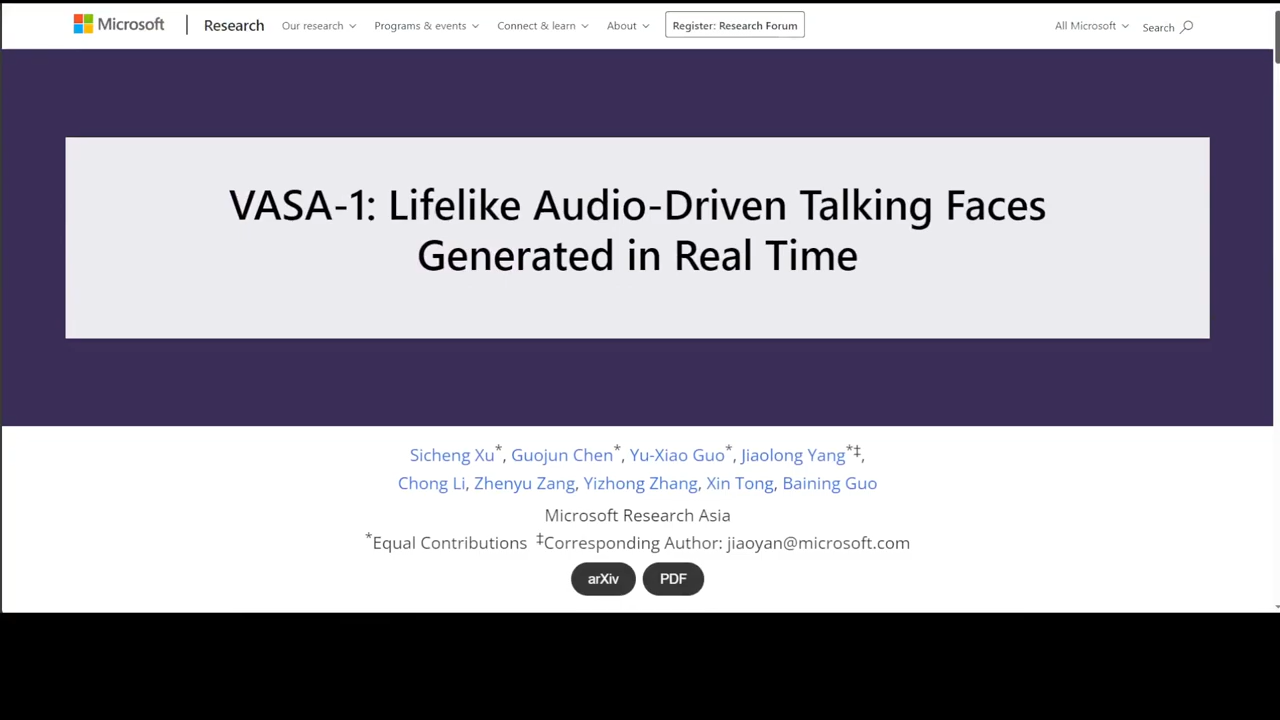 Microsoft | Research Our research Programs & events Connect & learn About Register: Research Forum All Microsoft Search
VASA-1: Lifelike Audio-Driven Talking Faces
Generated in Real Time
Sicheng Xu*, Guojun Chen*, Yu-Xiao Guo*, Jiaolong Yang*‡,
Chong Li, Zhenyu Zang, Yizhong Zhang, Xin Tong, Baining Guo
Microsoft Research Asia
*Equal Contributions ‡Corresponding Author: jiaoyan@microsoft.com
arXiv PDF